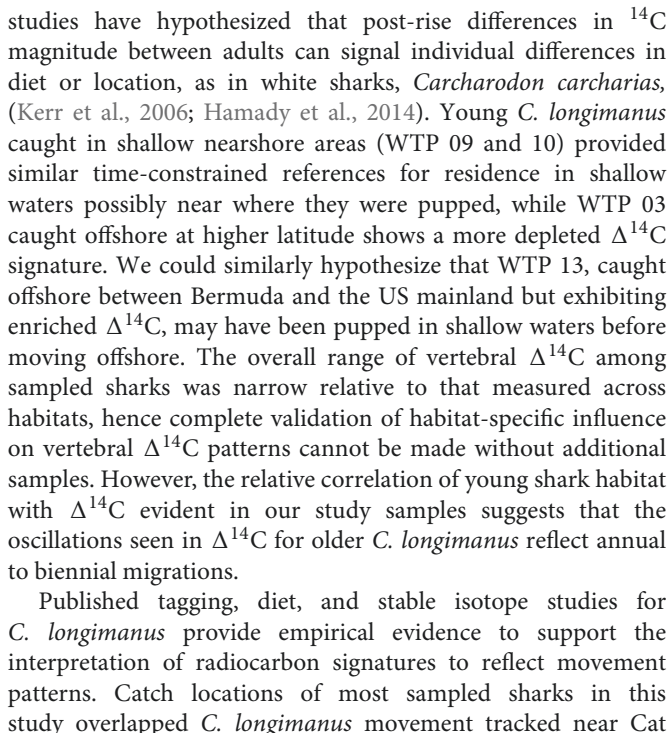 studies have hypothesized that post-rise differences in ¹⁴C
magnitude between adults can signal individual differences in
diet or location, as in white sharks, Carcharodon carcharias,
(Kerr et al., 2006; Hamady et al., 2014). Young C. longimanus
caught in shallow nearshore areas (WTP 09 and 10) provided
similar time-constrained references for residence in shallow
waters possibly near where they were pupped, while WTP 03
caught offshore at higher latitude shows a more depleted Δ¹⁴C
signature. We could similarly hypothesize that WTP 13, caught
offshore between Bermuda and the US mainland but exhibiting
enriched Δ¹⁴C, may have been pupped in shallow waters before
moving offshore. The overall range of vertebral Δ¹⁴C among
sampled sharks was narrow relative to that measured across
habitats, hence complete validation of habitat-specific influence
on vertebral Δ¹⁴C patterns cannot be made without additional
samples. However, the relative correlation of young shark habitat
with Δ¹⁴C evident in our study samples suggests that the
oscillations seen in Δ¹⁴C for older C. longimanus reflect annual
to biennial migrations.
Published tagging, diet, and stable isotope studies for
C. longimanus provide empirical evidence to support the
interpretation of radiocarbon signatures to reflect movement
patterns. Catch locations of most sampled sharks in this
study overlapped C. longimanus movement tracked near Cat